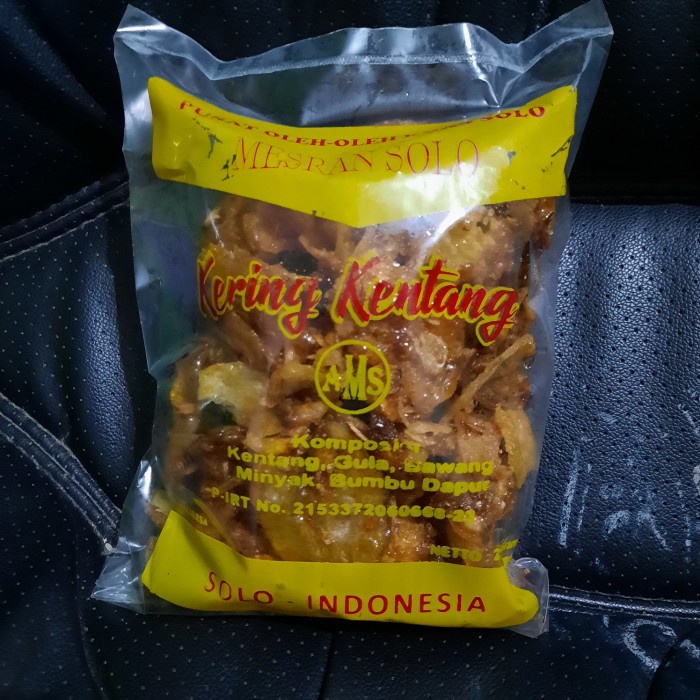 PUSAT OLEH-OLEH SOLO
MESRAN SOLO
Kering Kentang
AMS
Komposisi
Kentang, Gula, Bawang
Minyak, Bumbu Dapur
P-IRT No.
NETTO
SOLO - INDONESIA